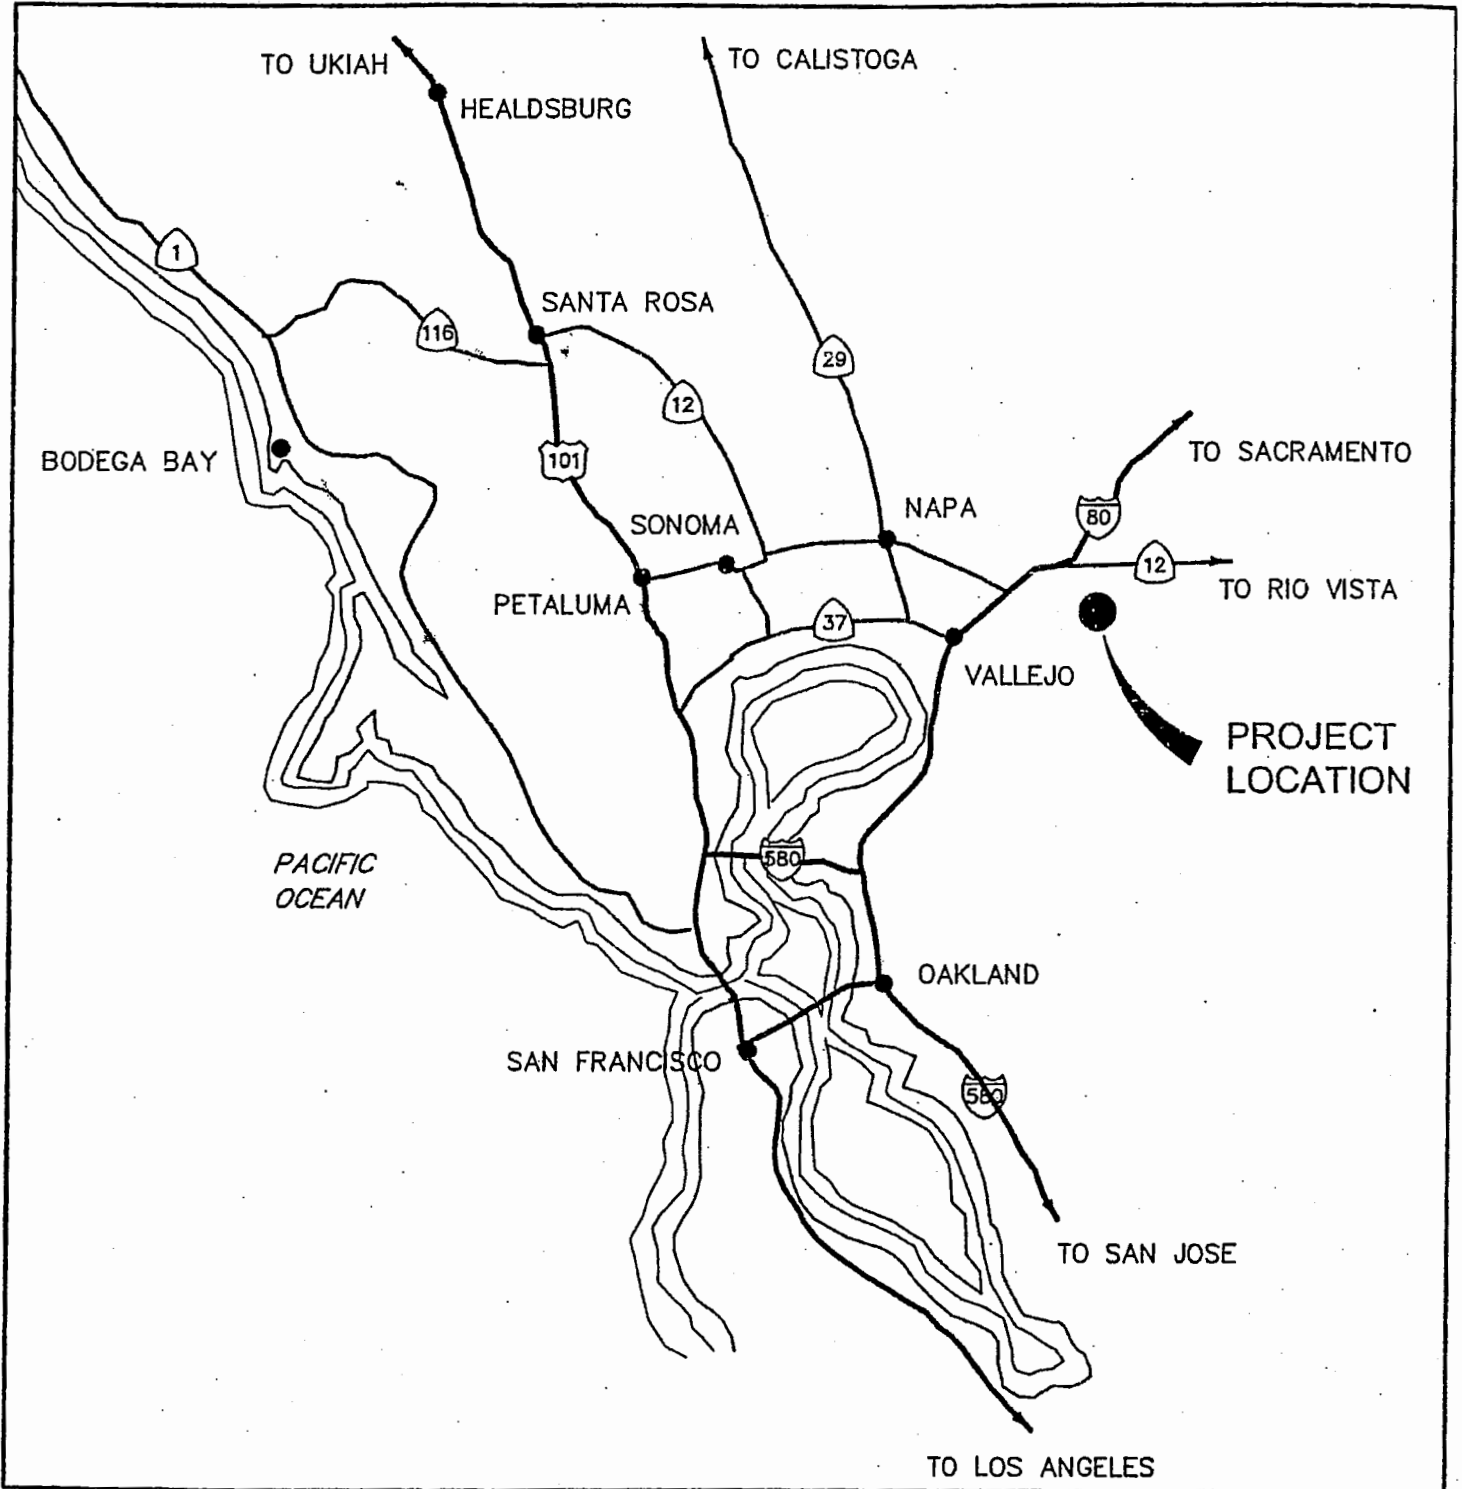 TO UKIAH
TO CALISTOGA
HEALDSBURG
1
SANTA ROSA
116
29
12
BODEGA BAY
101
TO SACRAMENTO
NAPA
80
SONOMA
12
TO RIO VISTA
PETALUMA
37
VALLEJO
PROJECT
LOCATION
580
PACIFIC
OCEAN
OAKLAND
SAN FRANCISCO
580
TO SAN JOSE
TO LOS ANGELES